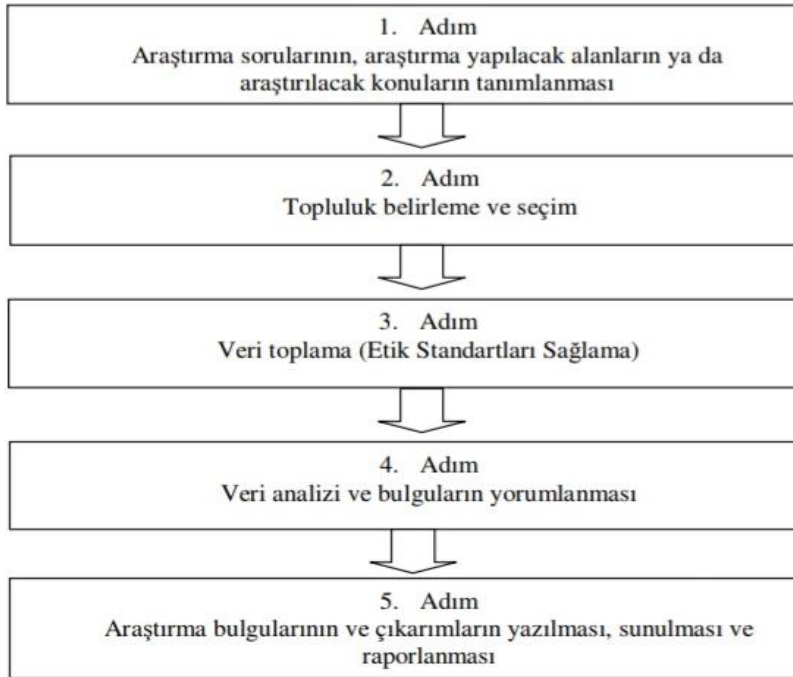 1. Adım
Araştırma sorularının, araştırma yapılacak alanların ya da
araştırılacak konuların tanımlanması
2. Adım
Topluluk belirleme ve seçim
3. Adım
Veri toplama (Etik Standartları Sağlama)
4. Adım
Veri analizi ve bulguların yorumlanması
5. Adım
Araştırma bulgularının ve çıkarımların yazılması, sunulması ve
raporlanması